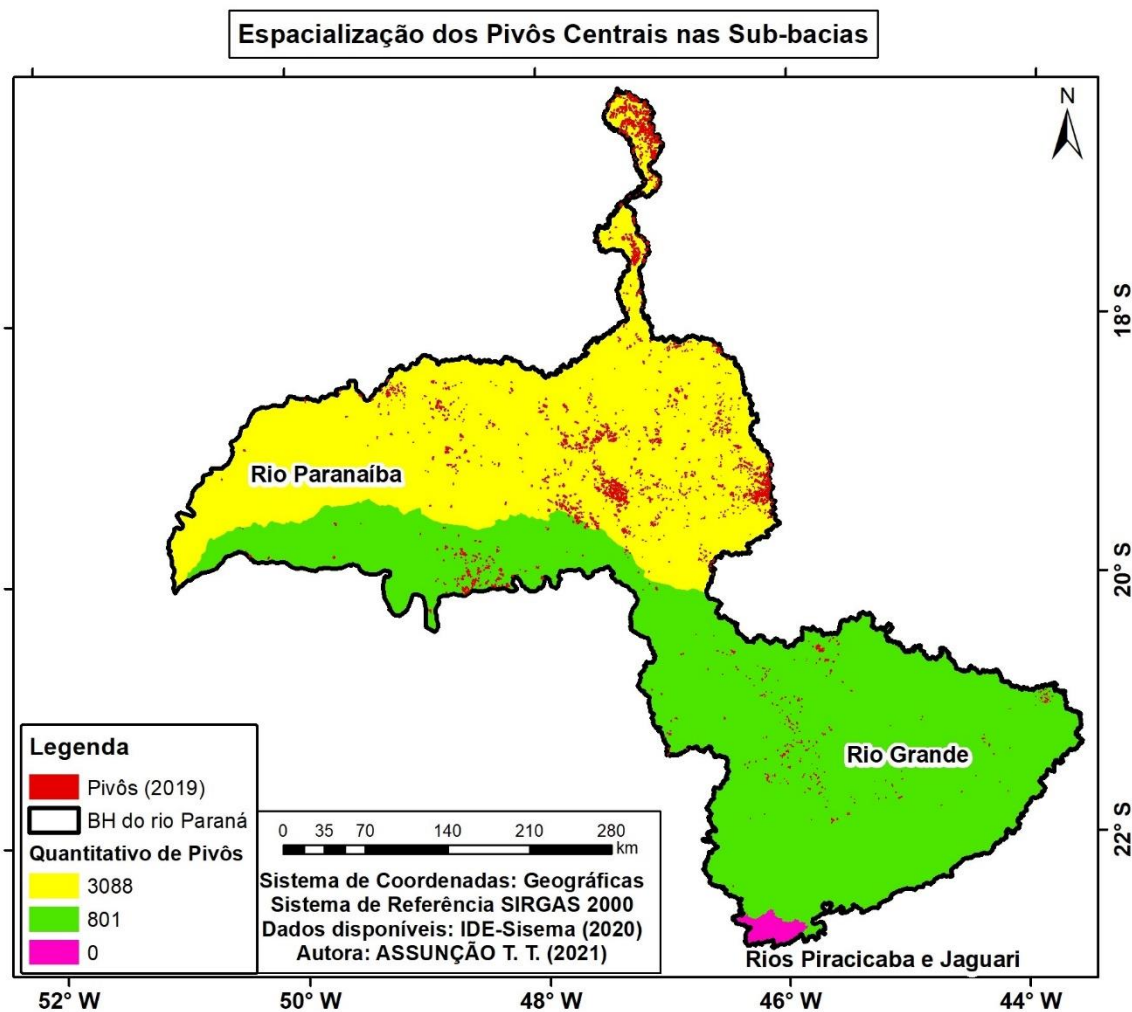 Espacialização dos Pivôs Centrais nas Sub-bacias
N
18° S
Rio Paranaíba
20° S
Rio Grande
22° S
Legenda
Pivôs (2019)
BH do rio Paraná
Quantitativo de Pivôs
3088
801
0
0 35 70 140 210 280
km
Sistema de Coordenadas: Geográficas
Sistema de Referência SIRGAS 2000
Dados disponíveis: IDE-Sisema (2020)
Autora: ASSUNÇÃO T. T. (2021)
Rios Piracicaba e Jaguari
52° W 50° W 48° W 46° W 44° W